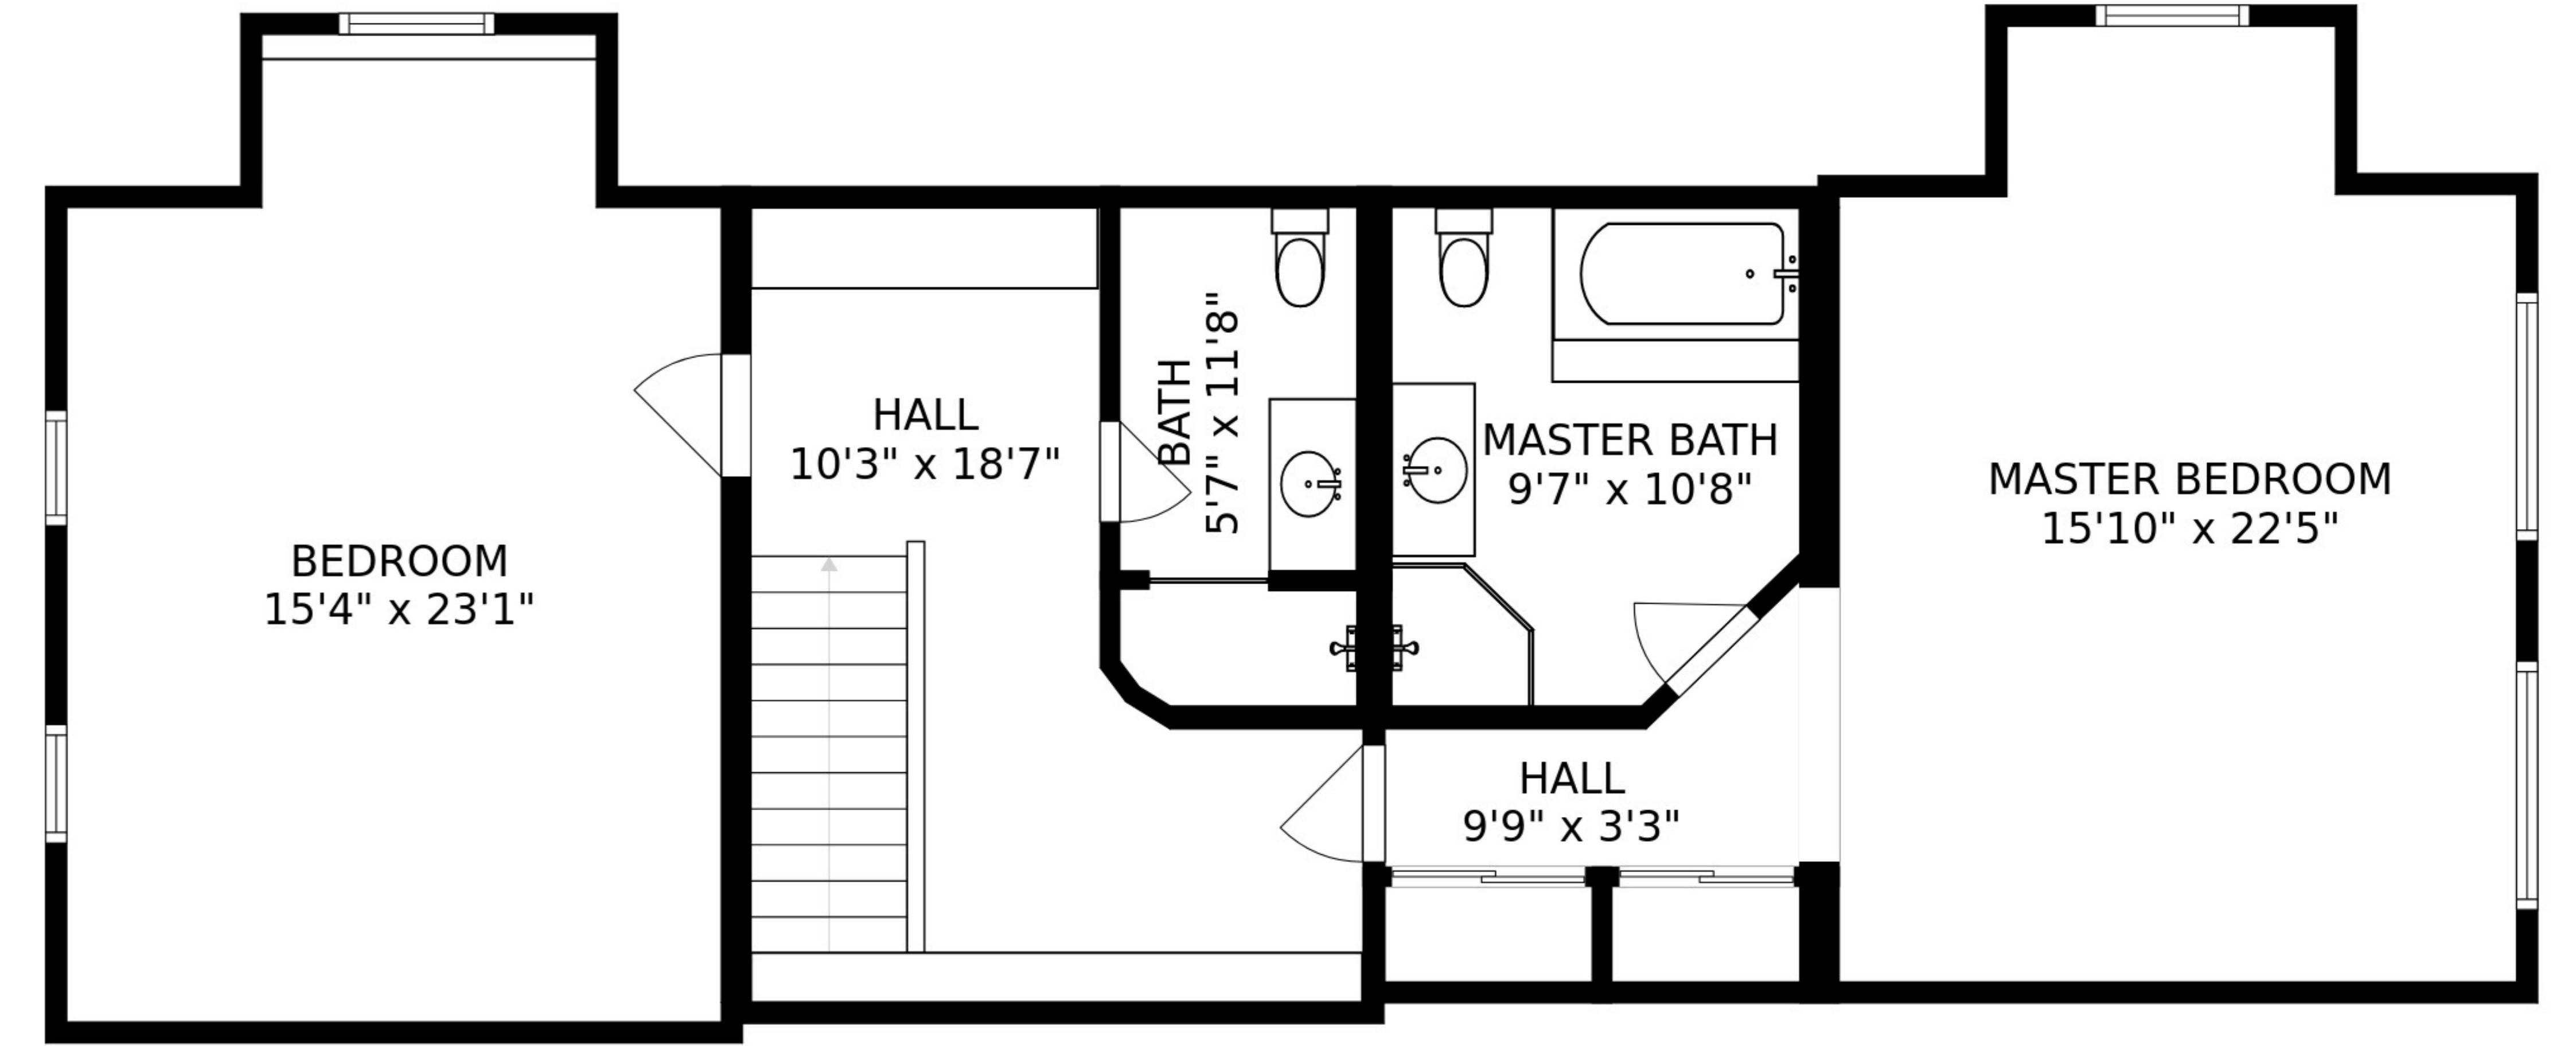 HALL
10'3" x 18'7"
BATH
5'7" x 11'8"
MASTER BATH
9'7" x 10'8"
MASTER BEDROOM
15'10" x 22'5"
BEDROOM
15'4" x 23'1"
HALL
9'9" x 3'3"